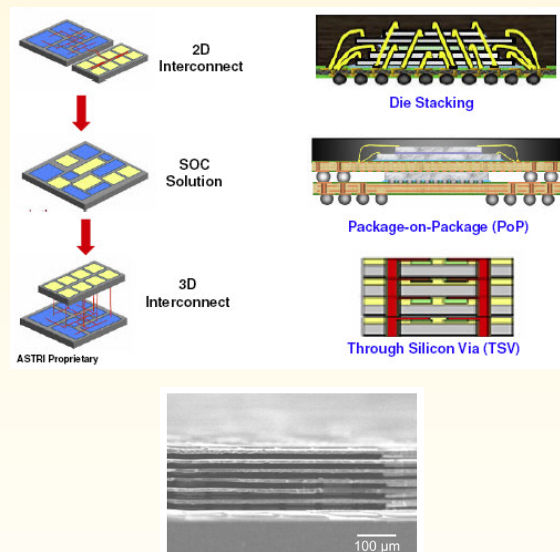 2D
Interconnect
Die Stacking
SOC
Solution
Package-on-Package (PoP)
3D
Interconnect
ASTRI Proprietary
Through Silicon Via (TSV)
100 µm